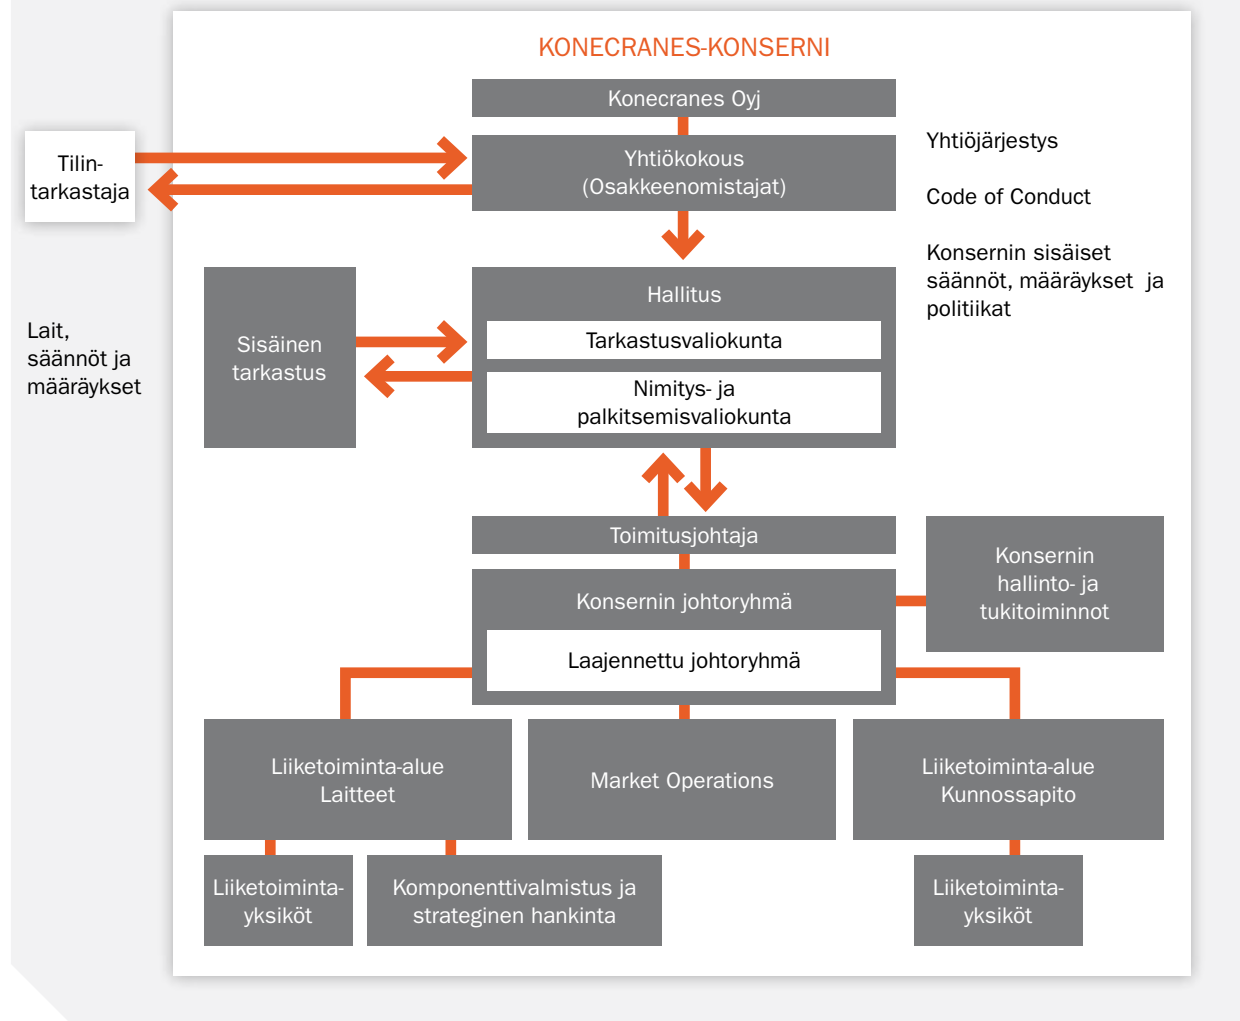 KONECRANES-KONSERNI
Konecranes Oyj
Tilin-
tarkastaja
Yhtiökokous
(Osakkeenomistajat)
Yhtiöjärjestys
Code of Conduct
Konsernin sisäiset
säännöt, määräykset ja
politiikat
Lait,
säännöt ja
määräykset
Sisäinen
tarkastus
Hallitus
Tarkastusvaliokunta
Nimitys- ja
palkitsemisvaliokunta
Toimitusjohtaja
Konsernin johtoryhmä
Laajennettu johtoryhmä
Konsernin
hallinto- ja
tukitoiminnot
Liiketoiminta-alue
Laitteet
Market Operations
Liiketoiminta-alue
Kunnossapito
Liiketoiminta-
yksiköt
Komponenttivalmistus ja
strateginen hankinta
Liiketoiminta-
yksiköt